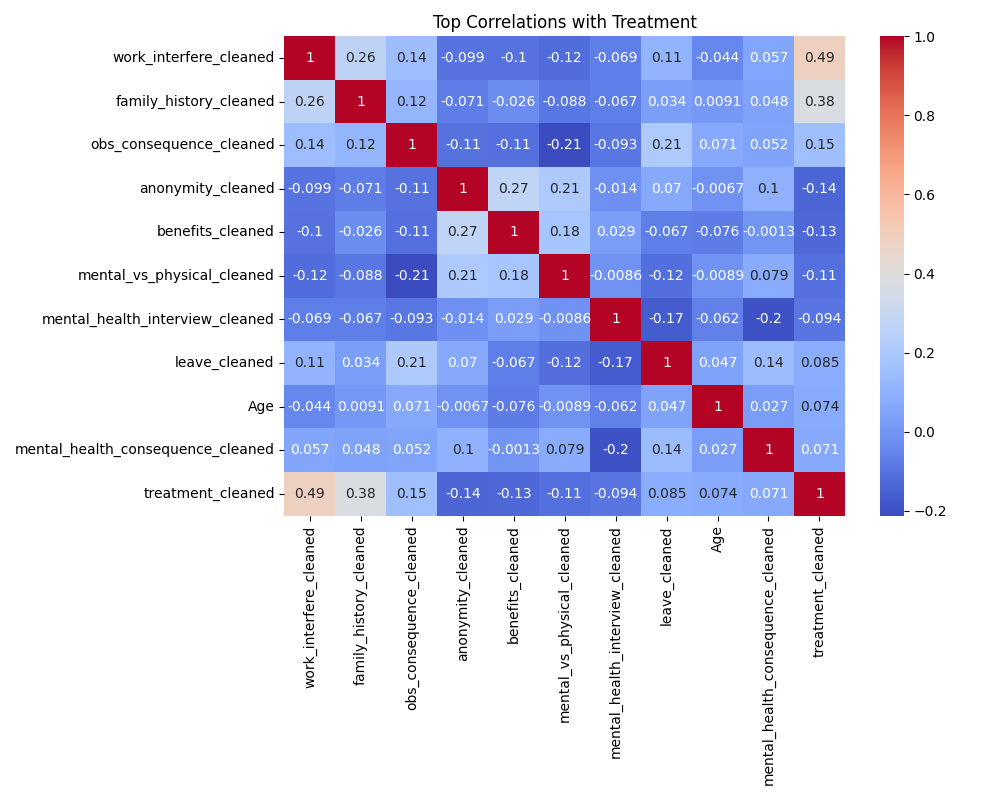 Top Correlations with Treatment
work_interfere_cleaned 1 0.26 0.14 -0.099 -0.1 -0.12 -0.069 0.11 -0.044 0.057 0.49
family_history_cleaned 0.26 1 0.12 -0.071 -0.026 -0.088 -0.067 0.034 0.0091 0.048 0.38
obs_consequence_cleaned 0.14 0.12 1 -0.11 -0.11 -0.21 -0.093 0.21 0.071 0.052 0.15
anonymity_cleaned -0.099 -0.071 -0.11 1 0.27 0.21 -0.014 0.07 -0.0067 0.1 -0.14
benefits_cleaned -0.1 -0.026 -0.11 0.27 1 0.18 0.029 -0.067 -0.076 -0.0013 -0.13
mental_vs_physical_cleaned -0.12 -0.088 -0.21 0.21 0.18 1 -0.0086 -0.12 -0.0089 0.079 -0.11
mental_health_interview_cleaned -0.069 -0.067 -0.093 -0.014 0.029 -0.0086 1 -0.17 -0.062 -0.2 -0.094
leave_cleaned 0.11 0.034 0.21 0.07 -0.067 -0.12 -0.17 1 0.047 0.14 0.085
Age -0.044 0.0091 0.071 -0.0067 -0.076 -0.0089 -0.062 0.047 1 0.027 0.074
mental_health_consequence_cleaned 0.057 0.048 0.052 0.1 -0.0013 0.079 -0.2 0.14 0.027 1 0.071
treatment_cleaned 0.49 0.38 0.15 -0.14 -0.13 -0.11 -0.094 0.085 0.074 0.071 1
work_interfere_cleaned
family_history_cleaned
obs_consequence_cleaned
anonymity_cleaned
benefits_cleaned
mental_vs_physical_cleaned
mental_health_interview_cleaned
leave_cleaned
Age
mental_health_consequence_cleaned
treatment_cleaned
1.0
0.8
0.6
0.4
0.2
0.0
−0.2